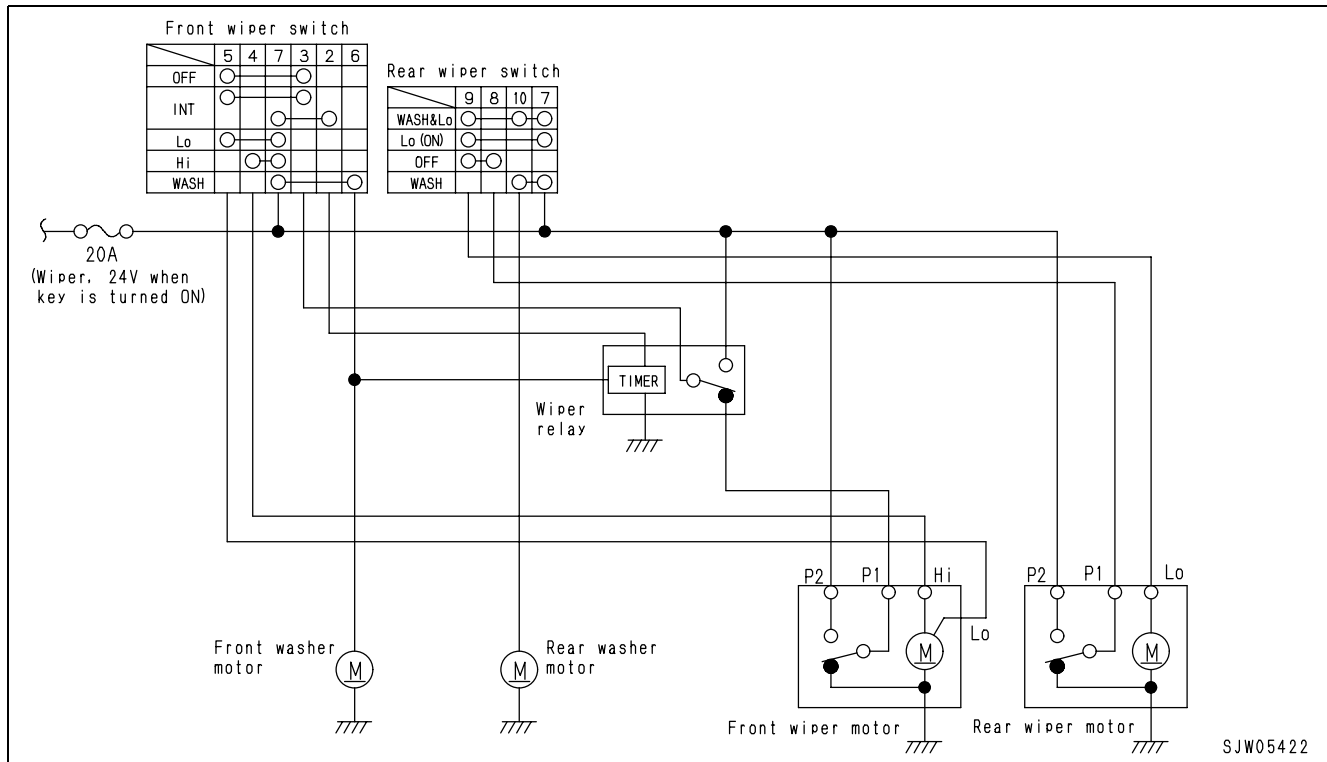 Front wiper switch
5 4 7 3 2 6
OFF
INT
Lo
Hi
WASH
Rear wiper switch
9 8 10 7
WASH&Lo
Lo (ON)
OFF
WASH
20A
(Wiper, 24V when
key is turned ON)
TIMER
Wiper
relay
P2 P1 Hi
Lo
M
Front wiper motor
P2 P1 Lo
M
Rear wiper motor
Front washer
motor
M
Rear washer
motor
M
SJW05422